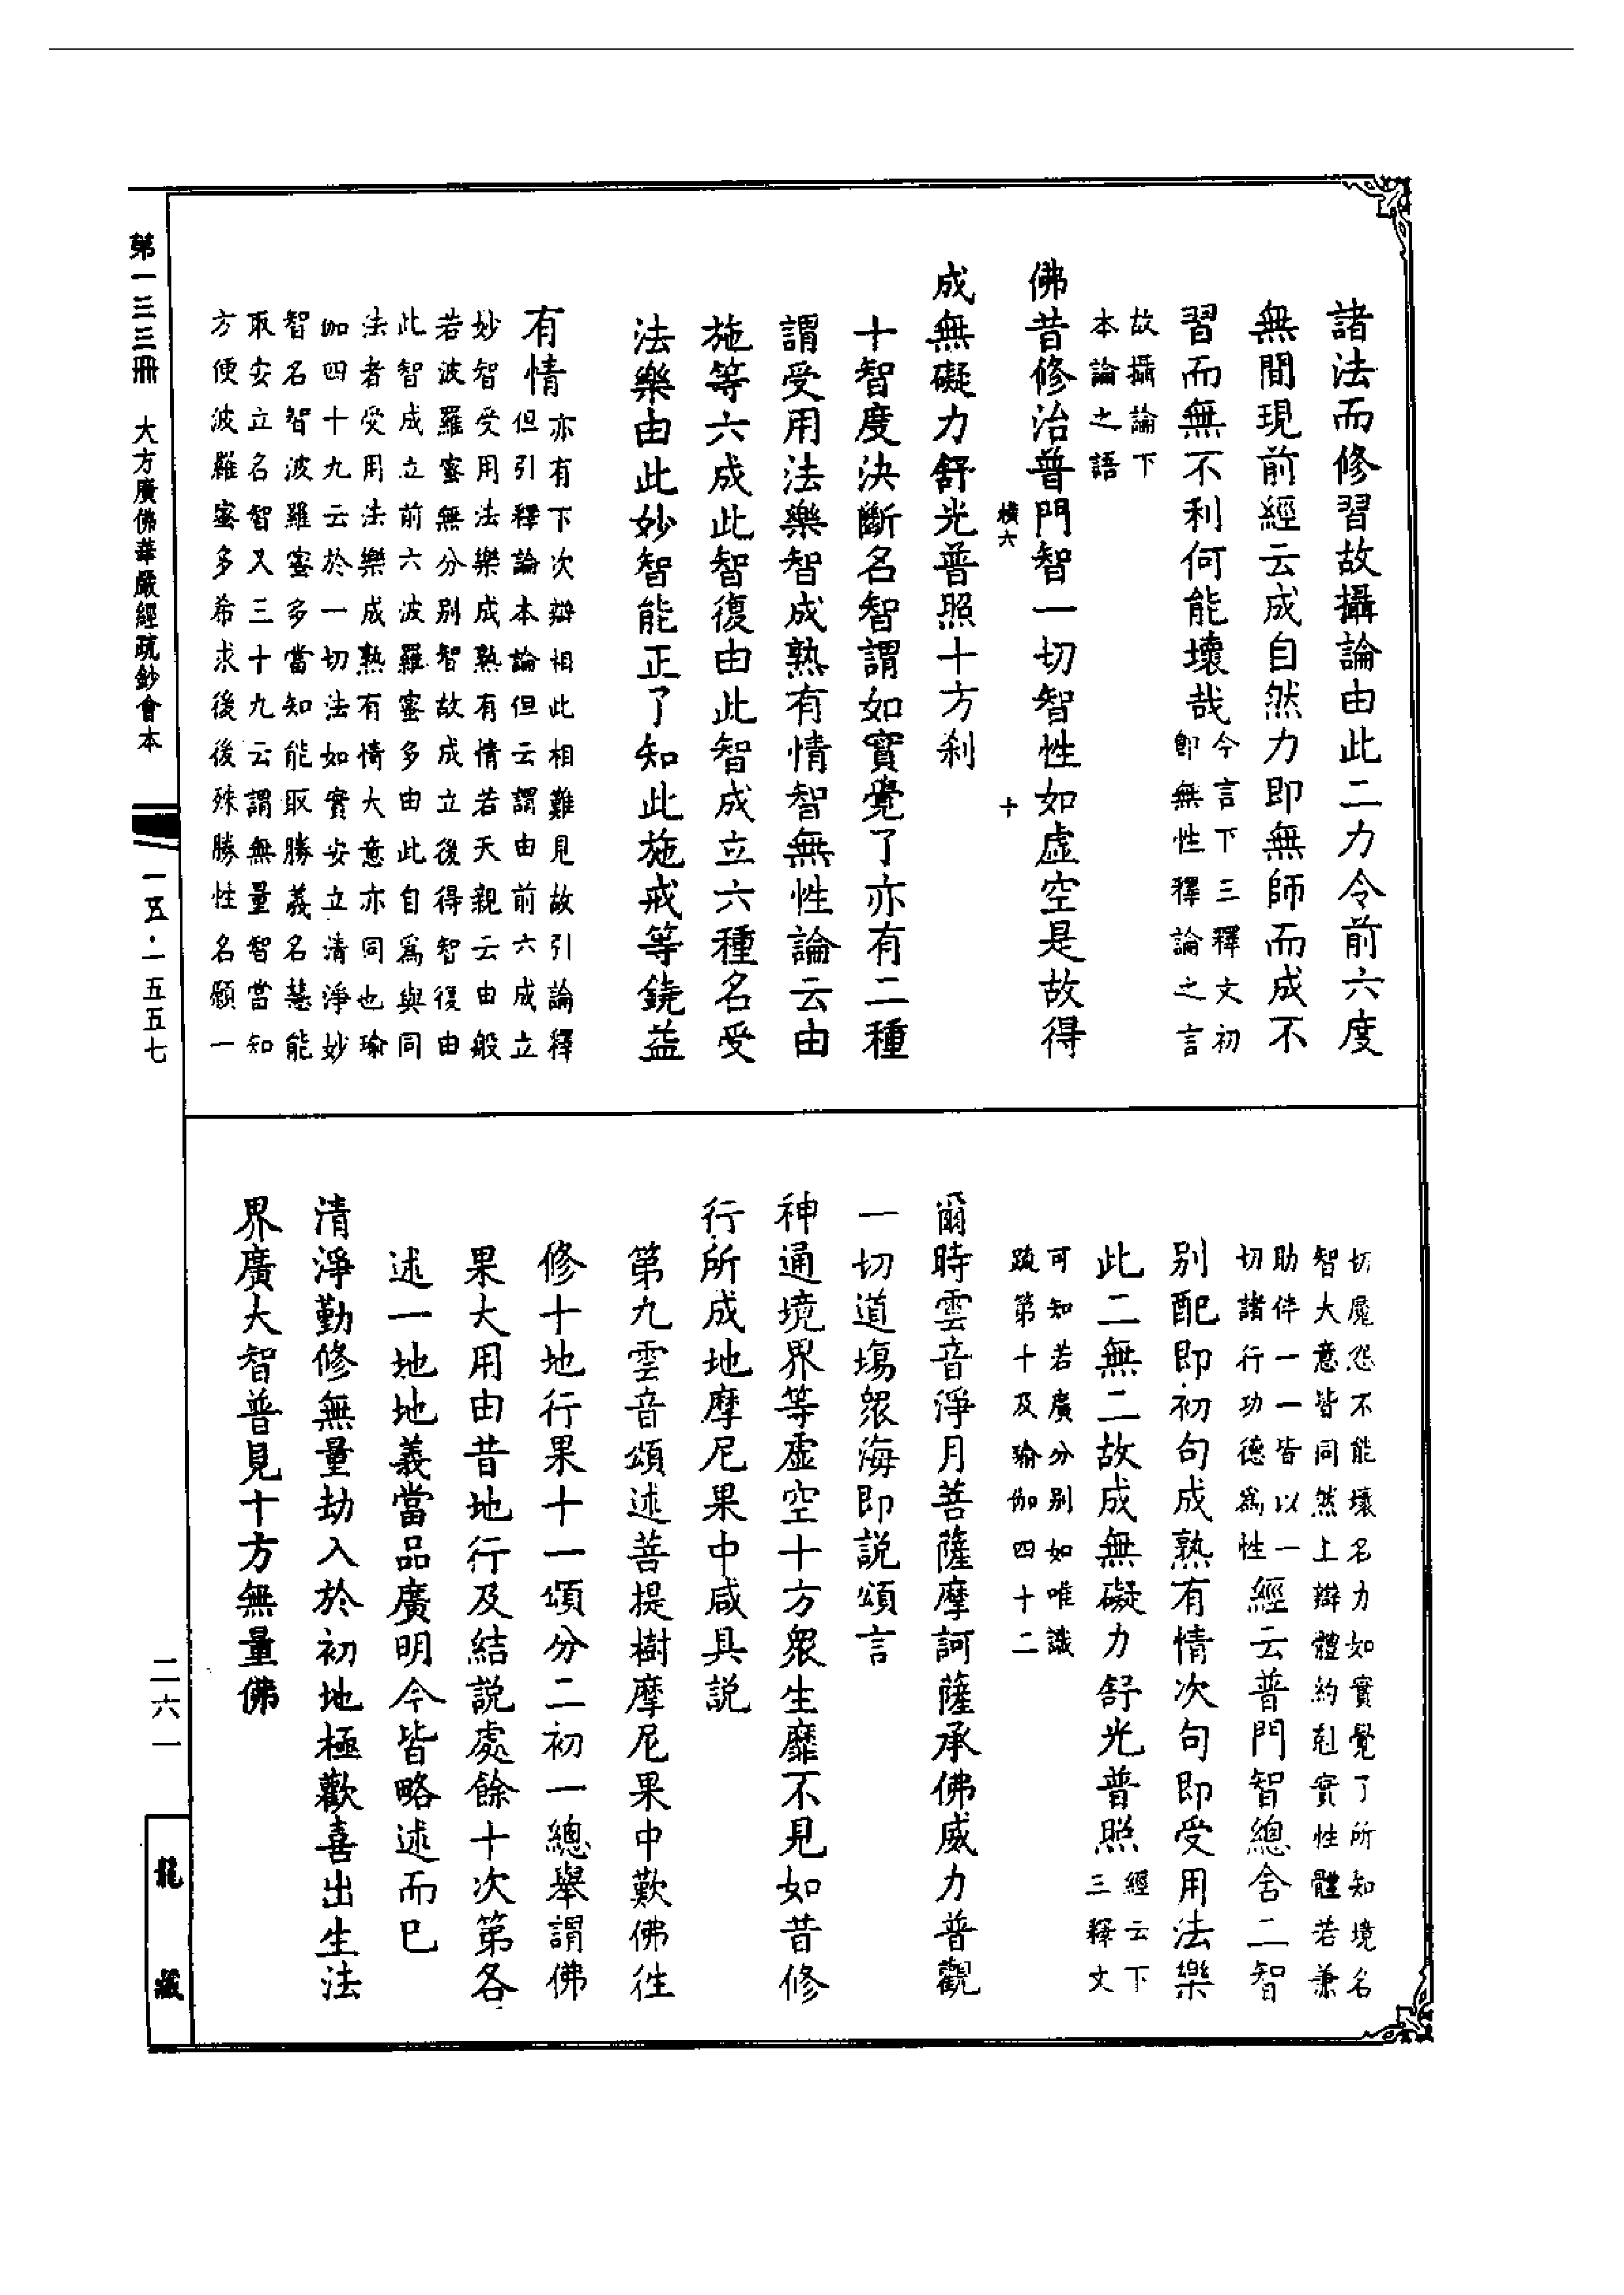 諸法而修習故攝論由此二力令前六度
無間現前經云成自然力即無師而成不
習而無不利何能壞哉今言下三釋文初
即無性釋論之言
故攝論下
本論之語
佛昔修治普門智一切智性如虛空是故得
橫六 十
成無礙力舒光普照十方剎
十智度決斷名智謂如實覺了亦有二種
謂受用法樂智成熟有情智無性論云由
施等六成此智復由此智成立六種名受
法樂由此妙智能正了知此施戒等饒益
有情亦有下次辯相此相難見故引論釋
但引釋論本論但云謂由前六成立
妙智受用法樂成熟有情若天親云由般
若波羅蜜無分別智故成立後得智復由
此智成立前六波羅蜜多由此自為與同
法者受用法樂成熟有情大意亦同也瑜
伽四十九云於一切法如實安立清淨妙
智名智波羅蜜多當知能取勝義名慧能
取安立名智又三十九云謂無量智當知
方便波羅蜜多希求後後殊勝性名願一
切魔怨不能壞名力如實覺了所知境名
智大意皆同然上辯體約剋實性體若兼
助伴一一皆以一
切諸行功德為性經云普門智總含二智
別配即初句成熟有情次句即受用法樂
此二無二故成無礙力舒光普照經云下
三釋文
可知若廣分別如唯識
疏第十及瑜伽四十二
爾時雲音淨月菩薩摩訶薩承佛威力普觀
一切道場眾海即說頌言
神通境界等虛空十方眾生靡不見如昔修
行所成地摩尼果中咸具說
第九雲音頌述菩提樹摩尼果中歎佛往
修十地行果十一頌分二初一總舉謂佛
果大用由昔地行及結說處餘十次第各
述一地地義當品廣明今皆略述而已
清淨勤修無量劫入於初地極歡喜出生法
界廣大智普見十方無量佛
第一三三冊 大方廣佛華嚴經疏鈔會本 一五·一五五七
二六一
龍藏